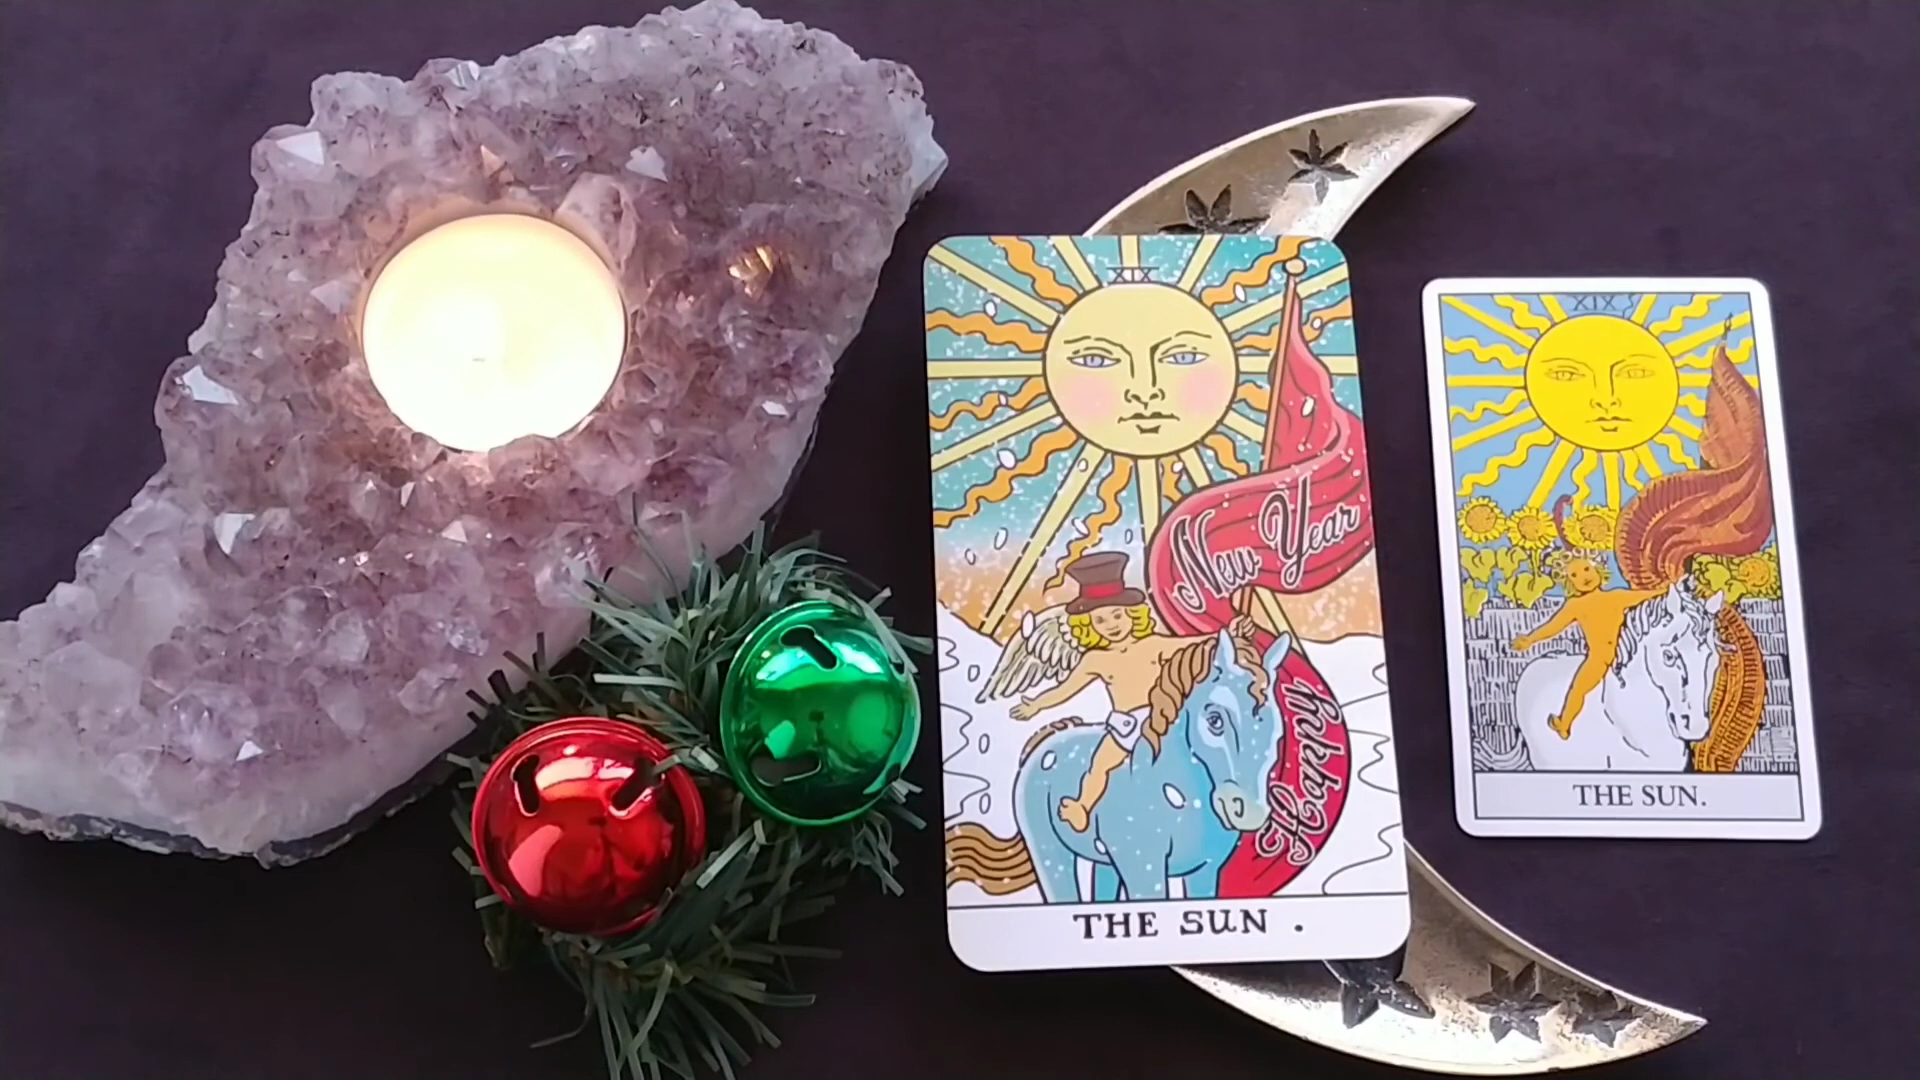 XIX
New Year
Happy
THE SUN .
XIX
THE SUN.